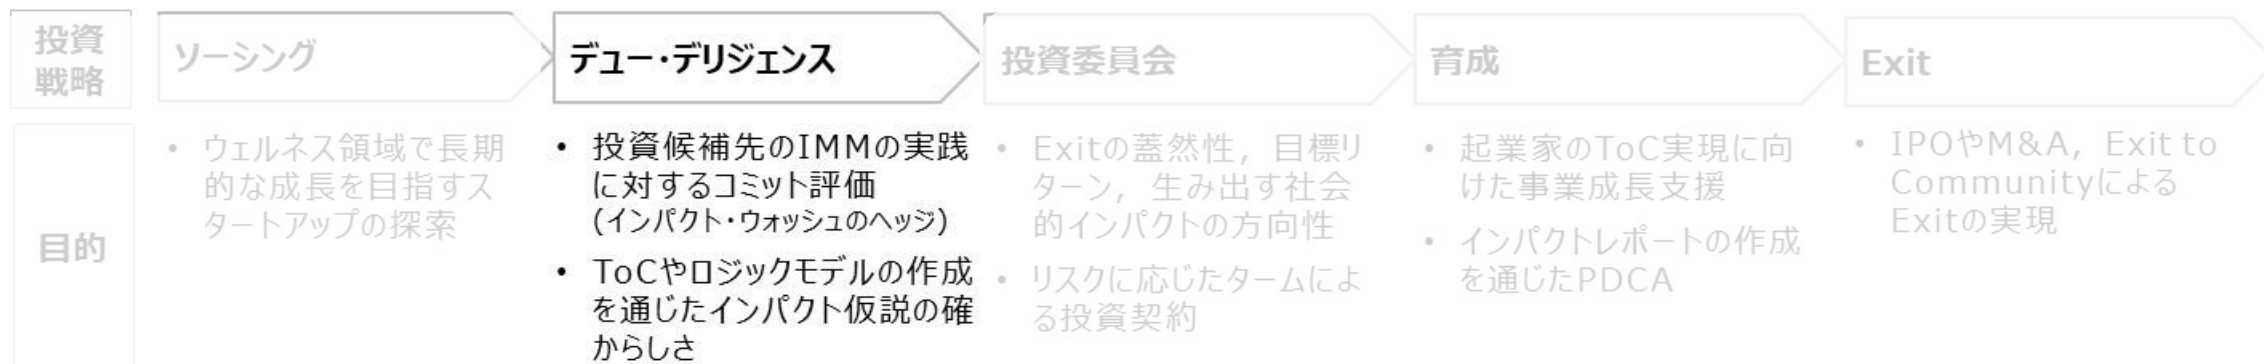 投資
戦略
ソーシング
デュー・デリジェンス
投資委員会
育成
Exit
目的
• ウェルネス領域で長期
的な成長を目指すス
タートアップの探索
• 投資候補先のIMMの実践
に対するコミット評価
(インパクト・ウォッシュのヘッジ)
• ToCやロジックモデルの作成
を通じたインパクト仮説の確
からしさ
• Exitの蓋然性，目標リ
ターン，生み出す社会
的インパクトの方向性
• リスクに応じたタームによ
る投資契約
• 起業家のToC実現に向
けた事業成長支援
• インパクトレポートの作成
を通じたPDCA
• IPOやM&A，Exit to
Communityによる
Exitの実現